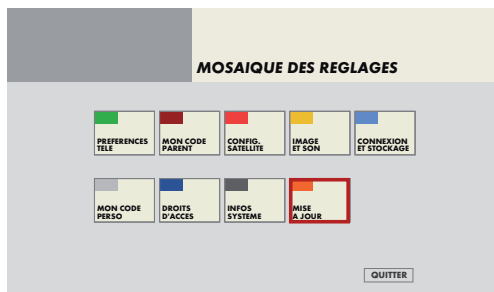 MOSAIQUE DES REGLAGES
PREFERENCES
TELE
MON CODE
PARENT
CONFIG.
SATELLITE
IMAGE
ET SON
CONNEXION
ET STOCKAGE
MON CODE
PERSO
DROITS
D'ACCES
INFOS
SYSTEME
MISE
A JOUR
QUITTER